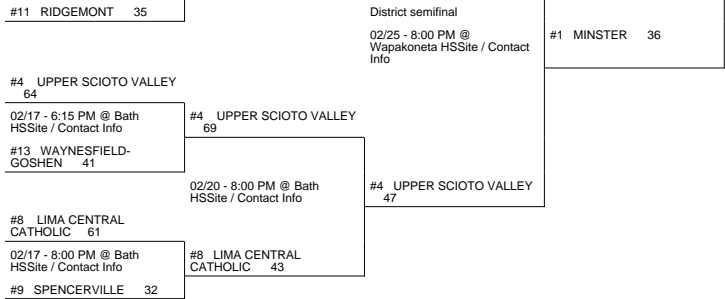 #11 RIDGEMONT 35
District semifinal
02/25 - 8:00 PM @
Wapakoneta HSSite / Contact
Info
#1 MINSTER 36
#4 UPPER SCIOTO VALLEY
64
02/17 - 6:15 PM @ Bath
HSSite / Contact Info
#4 UPPER SCIOTO VALLEY
69
#13 WAYNESFIELD-
GOSHEN 41
02/20 - 8:00 PM @ Bath
HSSite / Contact Info
#4 UPPER SCIOTO VALLEY
47
#8 LIMA CENTRAL
CATHOLIC 61
02/17 - 8:00 PM @ Bath
HSSite / Contact Info
#8 LIMA CENTRAL
CATHOLIC 43
#9 SPENCERVILLE 32